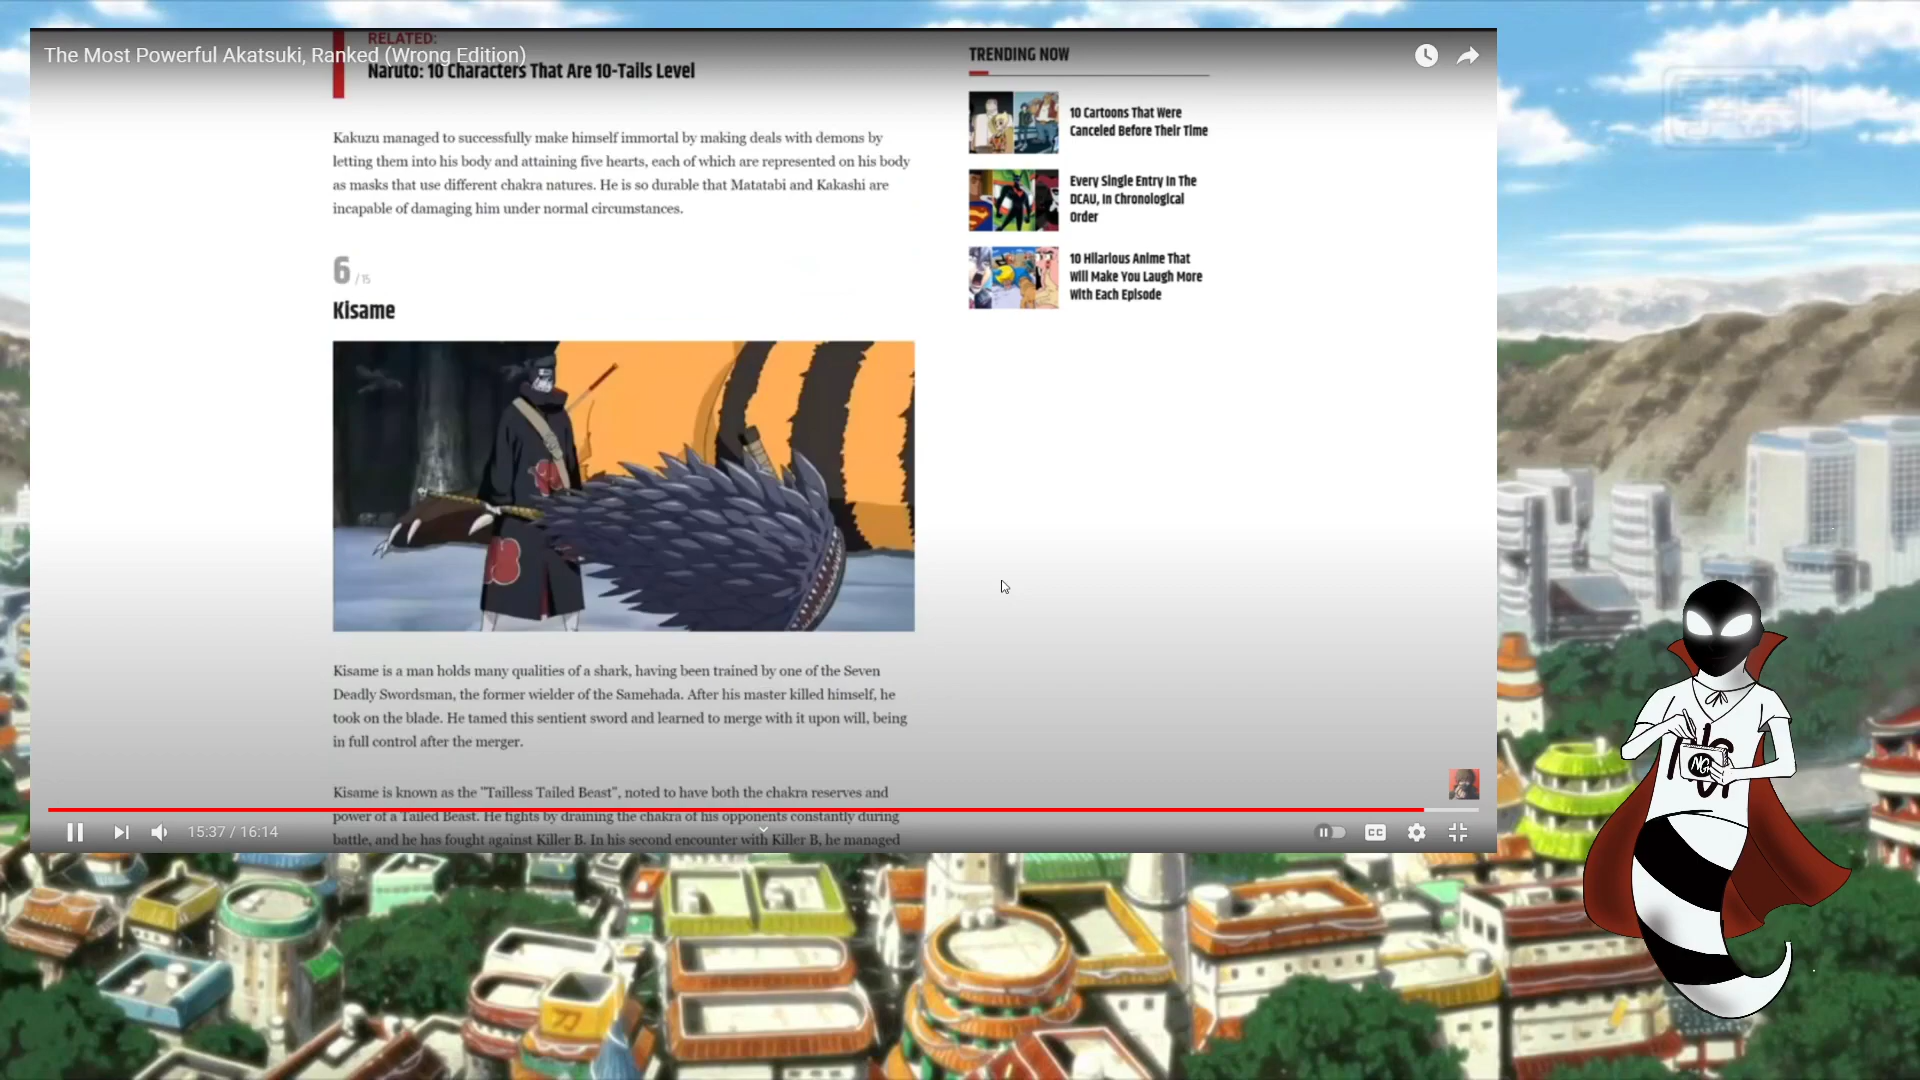 The Most Powerful Akatsuki, Ranked (Wrong Edition)
RELATED:
Naruto: 10 Characters That Are 10-Tails Level
Kakuzu managed to successfully make himself immortal by making deals with demons by
letting them into his body and attaining five hearts, each of which are represented on his body
as masks that use different chakra natures. He is so durable that Matatabi and Kakashi are
incapable of damaging him under normal circumstances.
6 / 15
Kisame
Kisame is a man holds many qualities of a shark, having been trained by one of the Seven
Deadly Swordsman, the former wielder of the Samehada. After his master killed himself, he
took on the blade. He tamed this sentient sword and learned to merge with it upon will, being
in full control after the merger.
Kisame is known as the "Tailless Tailed Beast", noted to have both the chakra reserves and
power of a Tailed Beast. He fights by draining the chakra of his opponents constantly during
battle, and he has fought against Killer B. In his second encounter with Killer B, he managed
TRENDING NOW
10 Cartoons That Were
Canceled Before Their Time
Every Single Entry In The
DCAU, In Chronological
Order
10 Hilarious Anime That
Will Make You Laugh More
With Each Episode
15:37 / 16:14
CC
NG